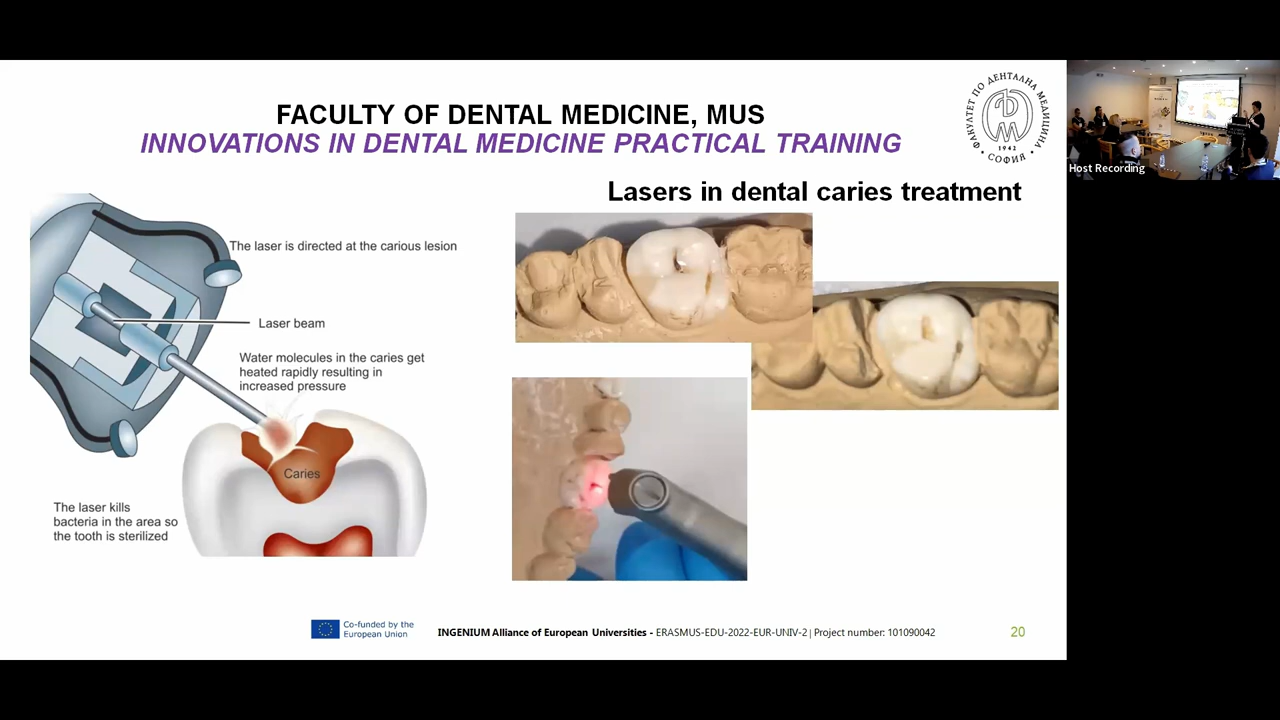 FACULTY OF DENTAL MEDICINE, MUS
INNOVATIONS IN DENTAL MEDICINE PRACTICAL TRAINING
ФАКУЛТЕТ ПО ДЕНТАЛНА МЕДИЦИНА
1942
СОФИЯ
Host Recording
Lasers in dental caries treatment
The laser is directed at the carious lesion
Laser beam
Water molecules in the caries get
heated rapidly resulting in
increased pressure
Caries
The laser kills
bacteria in the area so
the tooth is sterilized
Co-funded by the
European Union
INGENIUM Alliance of European Universities - ERASMUS-EDU-2022-EUR-UNIV-2 | Project number: 101090042
20